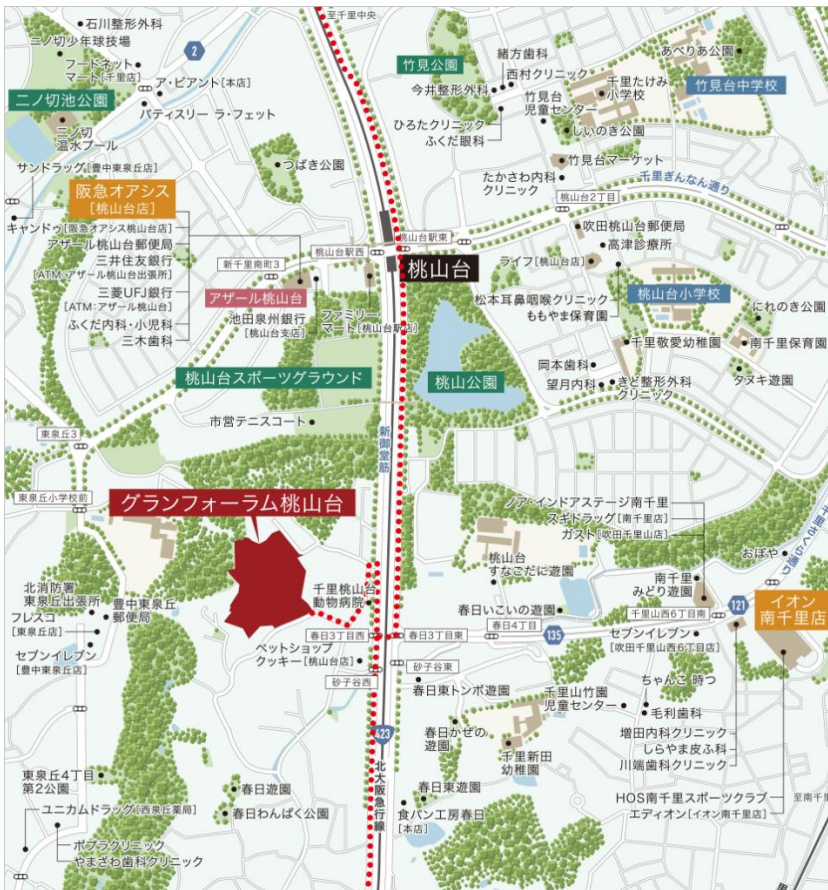 石川整形外科
至千里中央
二ノ切少年球技場
2
フードネット
マート[千里店]
ア・ビアント[本店]
二ノ切池公園
パティスリー ラ・フェット
二ノ切
温水プール
つばき公園
サンドラッグ[豊中東泉丘店]
阪急オアシス
[桃山台店]
キャンドゥ[阪急オアシス桃山台店]
アザール桃山台郵便局
三井住友銀行
[ATM:アザール桃山台出張所]
三菱UFJ銀行
[ATM:アザール桃山台]
ふくだ内科・小児科
三木歯科
新千里南町3
桃山台駅西
アザール桃山台
池田泉州銀行
[桃山台支店]
ファミリー
マート[桃山台駅店]
桃山台スポーツグラウンド
市営テニスコート
竹見公園
緒方歯科
西村クリニック
今井整形外科
ひろたクリニック
ふくだ眼科
竹見台
児童センター
千里たけみ
小学校
あべりあ公園
竹見台中学校
しいのき公園
竹見台マーケット
たかさわ内科
クリニック
千里ぎんなん通り
桃山台2丁目
桃山台駅東
桃山台
吹田桃山台郵便局
高津診療所
ライフ[桃山台店]
松本耳鼻咽喉クリニック
ももやま保育園
桃山台小学校
にれのき公園
千里敬愛幼稚園
南千里保育園
岡本歯科
望月内科
きど整形外科
クリニック
タヌキ遊園
桃山公園
新御堂筋
東泉丘3
東泉丘小学校前
グランフォーラム桃山台
北消防署
東泉丘出張所
フレスコ
[東泉丘店]
豊中東泉丘
郵便局
セブンイレブン
[豊中東泉丘店]
千里桃山台
動物病院
春日3丁目西
春日3丁目東
ペットショップ
クッキー[桃山台店]
砂子谷西
砂子谷東
ノア・インドアステージ南千里
スギドラッグ[南千里店]
ガスト[吹田千里山店]
千里さくら通り
おぼや
桃山台
すなごだに遊園
南千里
みどり遊園
春日いこいの遊園
千里山西6丁目南
121
イオン
南千里店
春日4丁目
135
セブンイレブン
[吹田千里山西6丁目店]
春日東トンボ遊園
千里山竹園
児童センター
ちゃんこ 時つ
毛利歯科
423
春日かぜの
遊園
千里新田
幼稚園
増田内科クリニック
しらやま皮ふ科
川端歯科クリニック
東泉丘4丁目
第2公園
春日遊園
春日わんぱく公園
北大阪急行線
春日東遊園
食パン工房春日
[本店]
HOS南千里スポーツクラブ
エディオン[イオン南千里店]
至南千里
ユニカムドラッグ[西泉丘薬局]
ポプラクリニック
やまざわ歯科クリニック